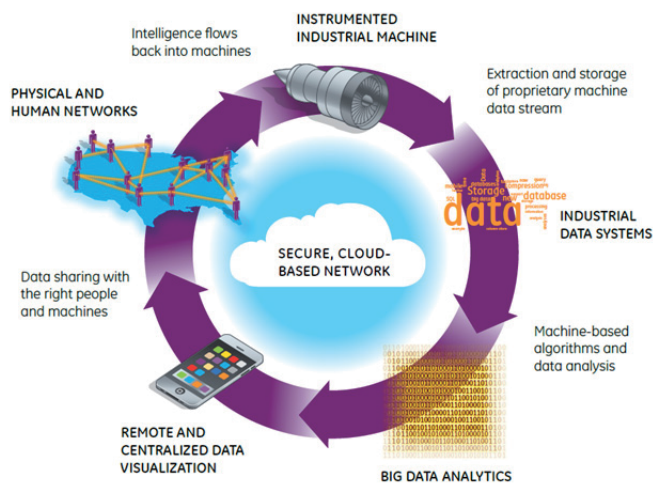 Intelligence flows
back into machines
INSTRUMENTED
INDUSTRIAL MACHINE
Extraction and storage
of proprietary machine
data stream
PHYSICAL AND
HUMAN NETWORKS
Storage
compression
database
data
INDUSTRIAL
DATA SYSTEMS
SECURE, CLOUD-
BASED NETWORK
Data sharing with
the right people
and machines
Machine-based
algorithms and
data analysis
REMOTE AND
CENTRALIZED DATA
VISUALIZATION
BIG DATA ANALYTICS